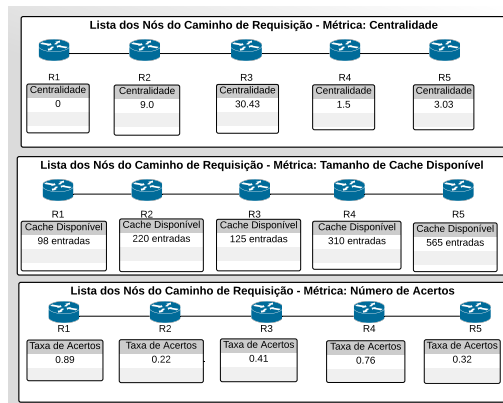 Lista dos Nós do Caminho de Requisição - Métrica: Centralidade
R1 R2 R3 R4 R5
Centralidade Centralidade Centralidade Centralidade Centralidade
0 9.0 30.43 1.5 3.03
Lista dos Nós do Caminho de Requisição - Métrica: Tamanho de Cache Disponível
R1 R2 R3 R4 R5
Cache Disponível Cache Disponível Cache Disponível Cache Disponível Cache Disponível
98 entradas 220 entradas 125 entradas 310 entradas 565 entradas
Lista dos Nós do Caminho de Requisição - Métrica: Número de Acertos
R1 R2 R3 R4 R5
Taxa de Acertos Taxa de Acertos Taxa de Acertos Taxa de Acertos Taxa de Acertos
0.89 0.22 0.41 0.76 0.32